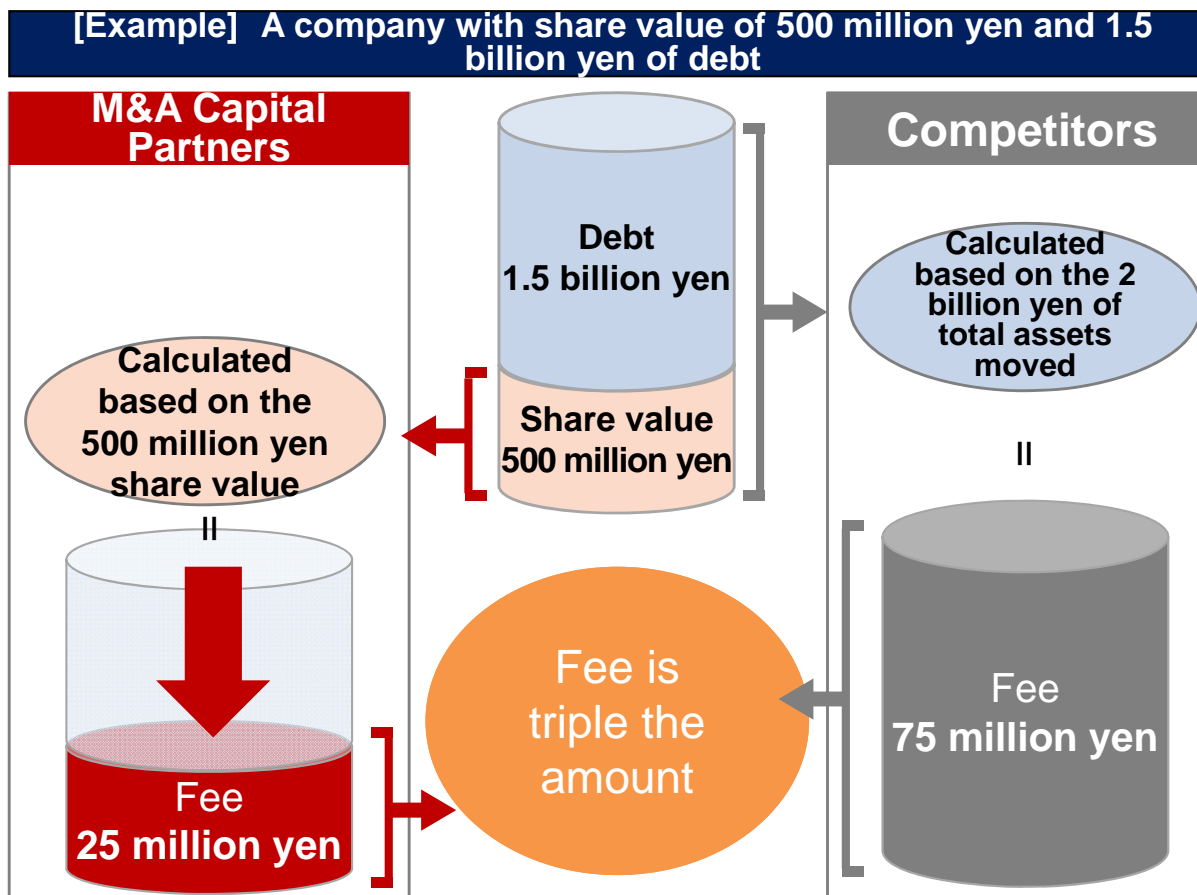 [Example] A company with share value of 500 million yen and 1.5
billion yen of debt
M&A Capital
Partners
Competitors
Debt
1.5 billion yen
Calculated
based on the 2
billion yen of
total assets
moved
Calculated
based on the
500 million yen
share value
Share value
500 million yen
=
=
Fee is
triple the
amount
Fee
75 million yen
Fee
25 million yen